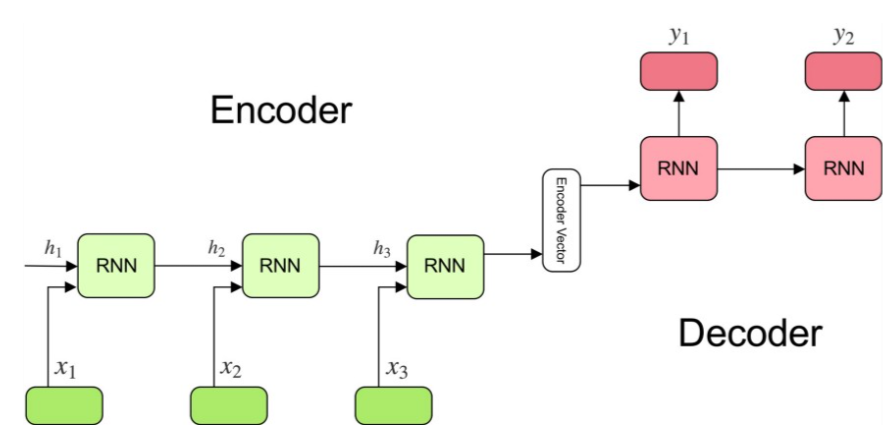 y₁ y₂
Encoder
RNN RNN
Encoder Vector
h₁ h₂ h₃
RNN RNN RNN
Decoder
x₁ x₂ x₃